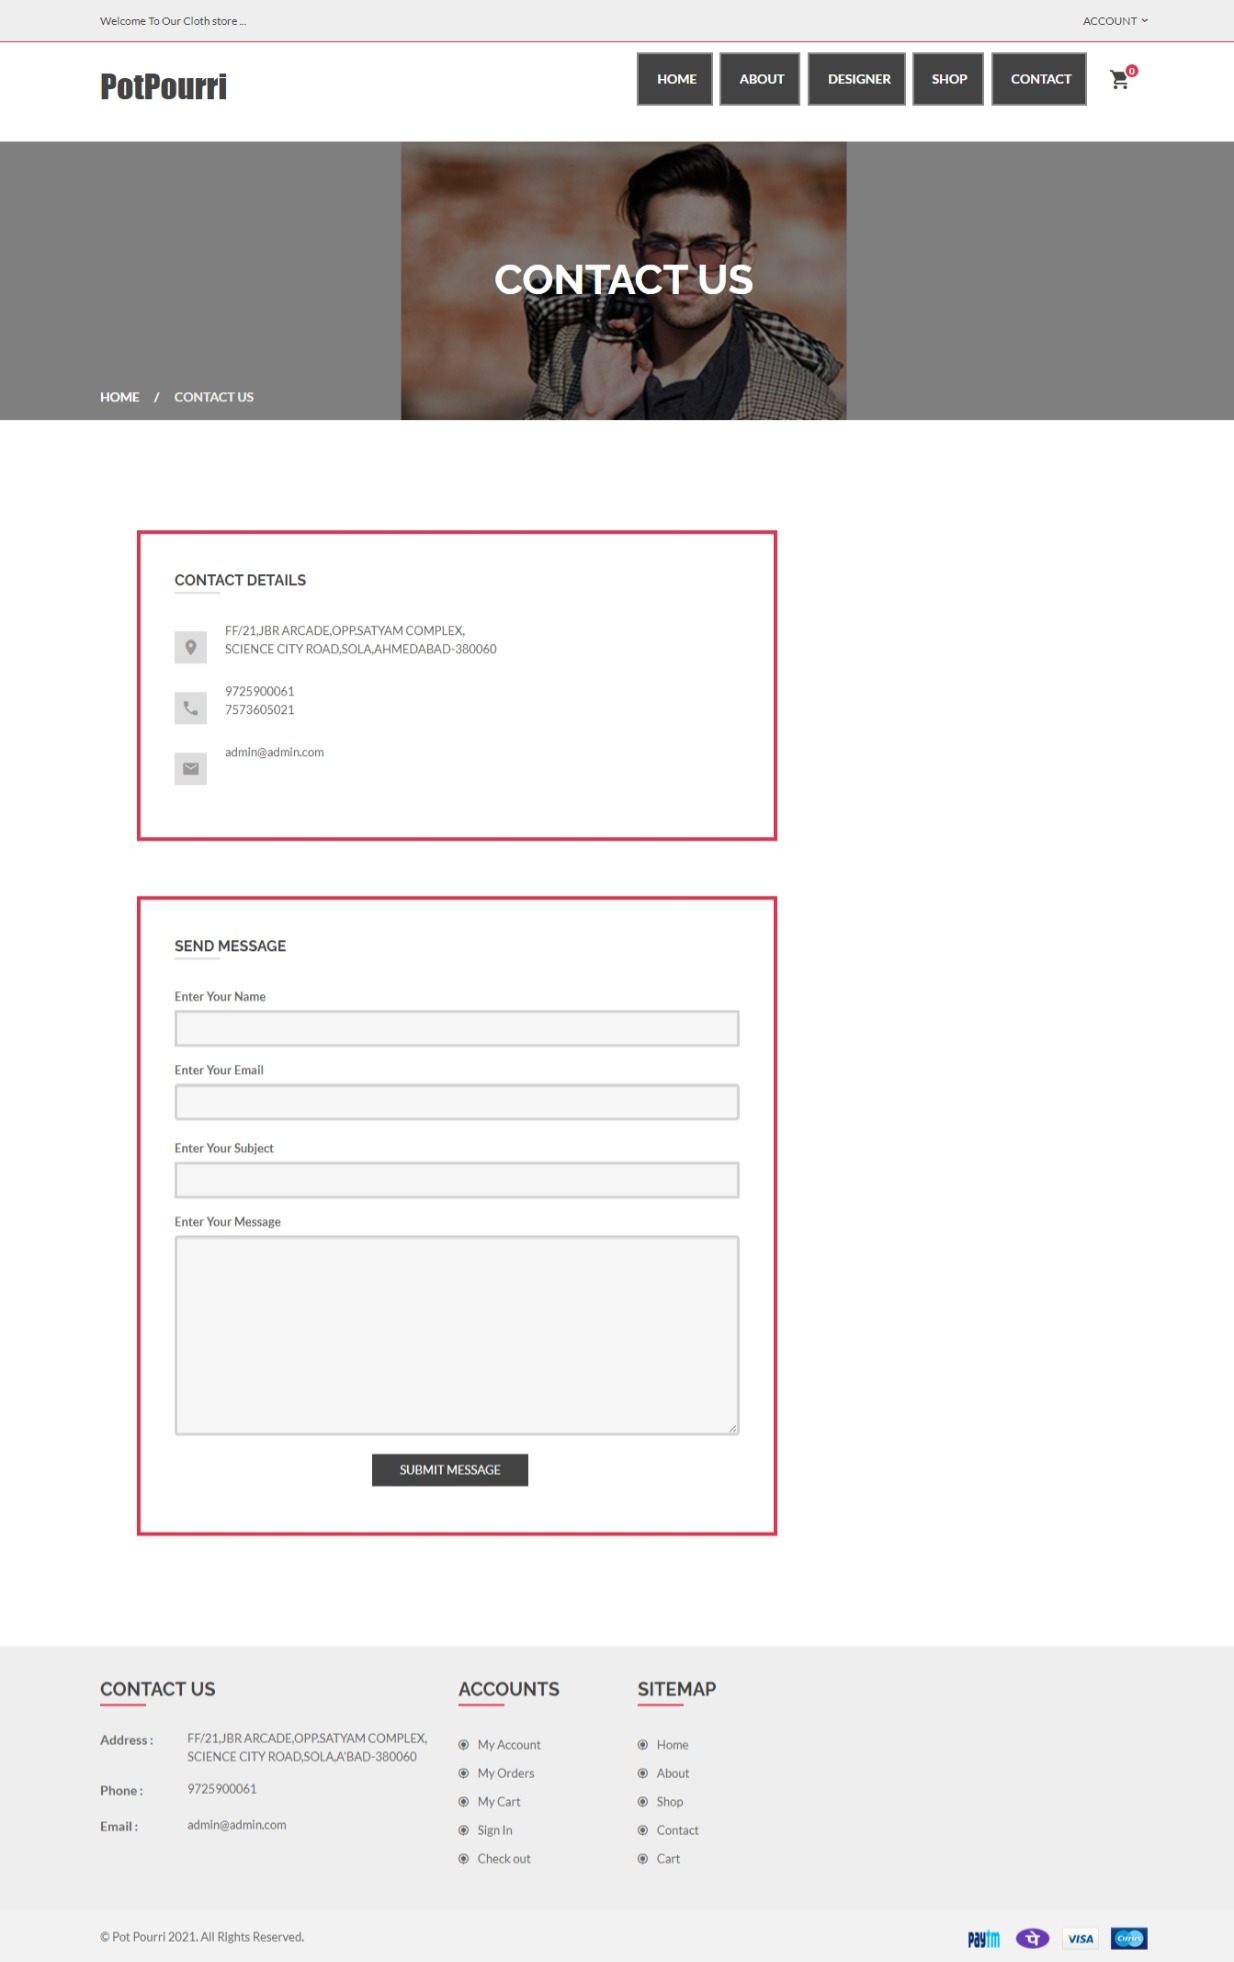 Welcome To Our Cloth store ...
ACCOUNT
PotPourri
HOME ABOUT DESIGNER SHOP CONTACT
0
CONTACT US
HOME / CONTACT US
CONTACT DETAILS
FF/21,JBR ARCADE,OPP.SATYAM COMPLEX,
SCIENCE CITY ROAD,SOLA,AHMEDABAD-380060
9725900061
7573605021
admin@admin.com
SEND MESSAGE
Enter Your Name
Enter Your Email
Enter Your Subject
Enter Your Message
SUBMIT MESSAGE
CONTACT US
Address :
FF/21,JBR ARCADE,OPP.SATYAM COMPLEX,
SCIENCE CITY ROAD,SOLA,A'BAD-380060
Phone :
9725900061
Email :
admin@admin.com
ACCOUNTS
My Account
My Orders
My Cart
Sign In
Check out
SITEMAP
Home
About
Shop
Contact
Cart
© Pot Pourri 2021. All Rights Reserved.
paytm पे VISA Cirrus